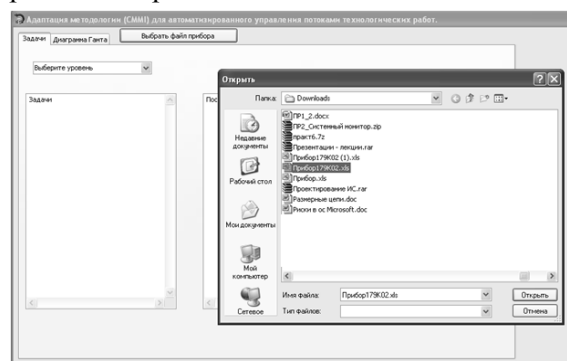 Адаптация методологии (CMMI) для автоматизированного управления потоками технологических работ.
Задачи Диаграмма Ганта Выбрать файл прибора
Выберите уровень
Задачи
Пос
Открыть
Папка: Downloads
Недавние документы
Рабочий стол
Мои документы
Мой компьютер
Сетевое
ПР1_2.docx
ПР2_Системный монитор.zip
практ6.7z
Презентации - лекции.rar
Прибор179К02 (1).xls
Прибор179К02.xls
Прибор.xls
Проектирование ИС.rar
Размерные цепи.doc
Риски в ос Microsoft.doc
Имя файла: Прибор179К02.xls Открыть
Тип файлов: Отмена